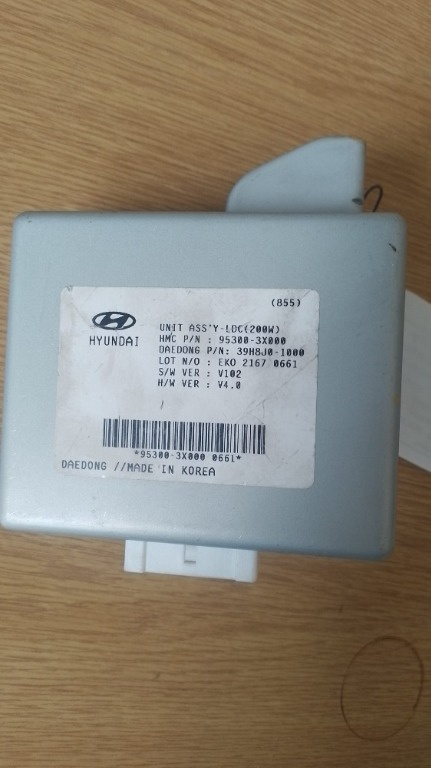 (855)
UNIT ASS'Y-LDC(200W)
HMC P/N : 95300-3X000
DAEDONG P/N: 39H8J0-1000
LOT N/O : EKO 2167 0661
S/W VER : V102
H/W VER : V4.0
HYUNDAI
*95300-3X000 0661*
DAEDONG //MADE IN KOREA